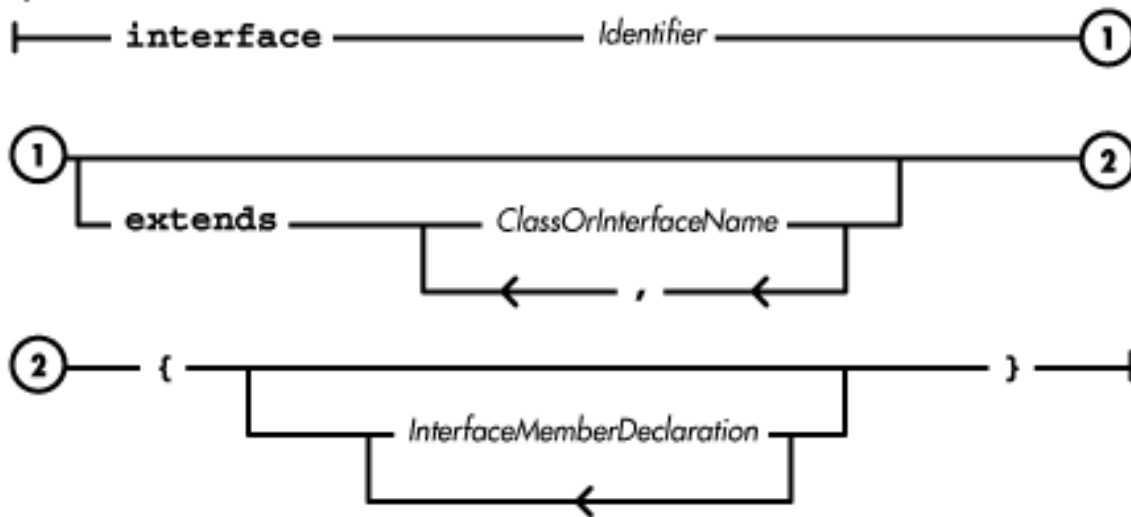 interface Identifier 1
1 2
extends ClassOrInterfaceName
,
2 { }
InterfaceMemberDeclaration